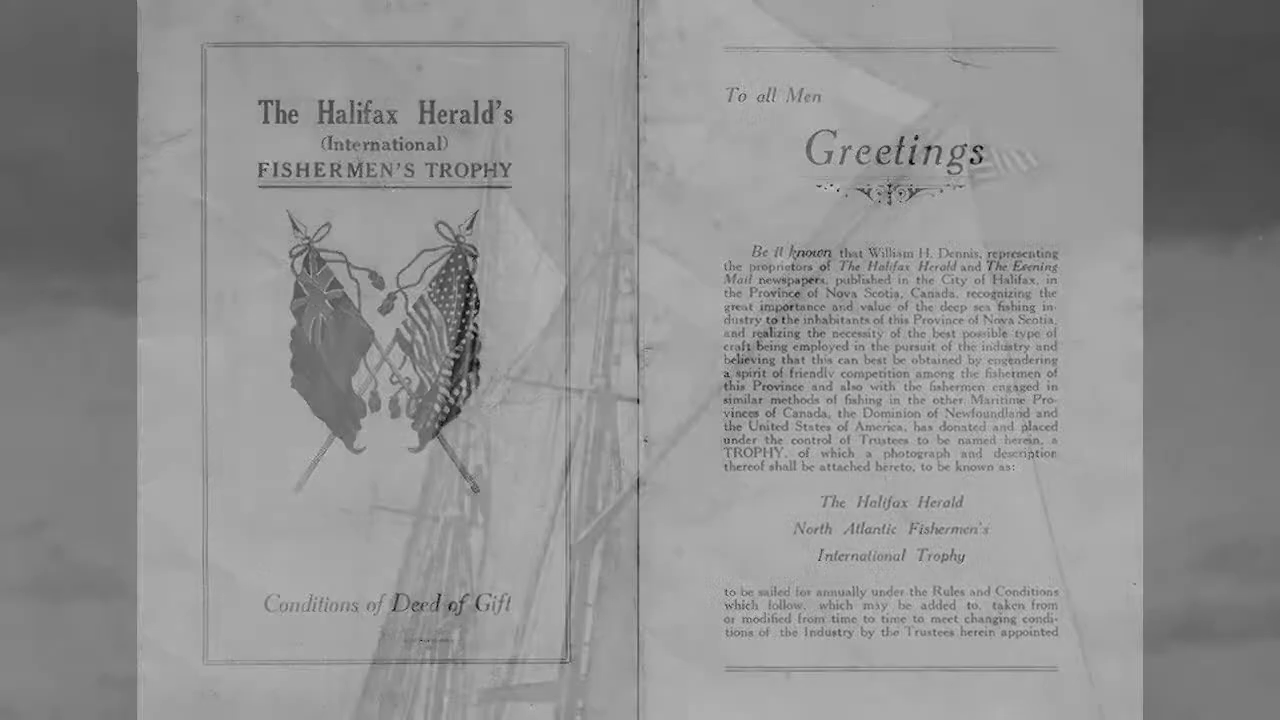 The Halifax Herald's
(International)
FISHERMEN'S TROPHY
Conditions of Deed of Gift
To all Men
Greetings
Be it known that William H. Dennis, representing
the proprietors of The Halifax Herald and The Evening
Mail newspapers, published in the City of Halifax, in
the Province of Nova Scotia, Canada, recognizing the
great importance and value of the deep sea fishing in-
dustry to the inhabitants of this Province of Nova Scotia,
and realizing the necessity of the best possible type of
craft being employed in the pursuit of the industry and
believing that this can best be obtained by engendering
a spirit of friendly competition among the fishermen of
this Province and also with the fishermen engaged in
similar methods of fishing in the other Maritime Pro-
vinces of Canada, the Dominion of Newfoundland and
the United States of America, has donated and placed
under the control of Trustees to be named herein, a
TROPHY, of which a photograph and description
thereof shall be attached hereto, to be known as:
The Halifax Herald
North Atlantic Fishermen's
International Trophy
to be sailed for annually under the Rules and Conditions
which follow, which may be added to, taken from
or modified from time to time to meet changing condi-
tions of the Industry by the Trustees herein appointed